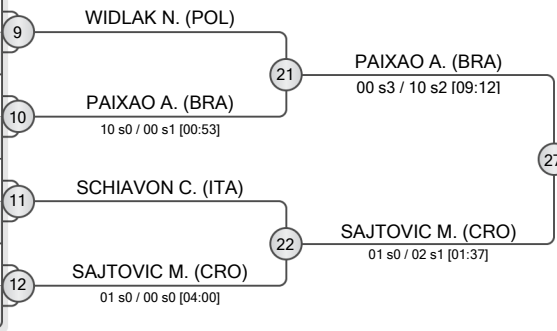 WIDLAK N. (POL)
9
21
PAIXAO A. (BRA)
00 s3 / 10 s2 [09:12]
PAIXAO A. (BRA)
10
10 s0 / 00 s1 [00:53]
27
SCHIAVON C. (ITA)
11
22
SAJTOVIC M. (CRO)
01 s0 / 02 s1 [01:37]
SAJTOVIC M. (CRO)
12
01 s0 / 00 s0 [04:00]